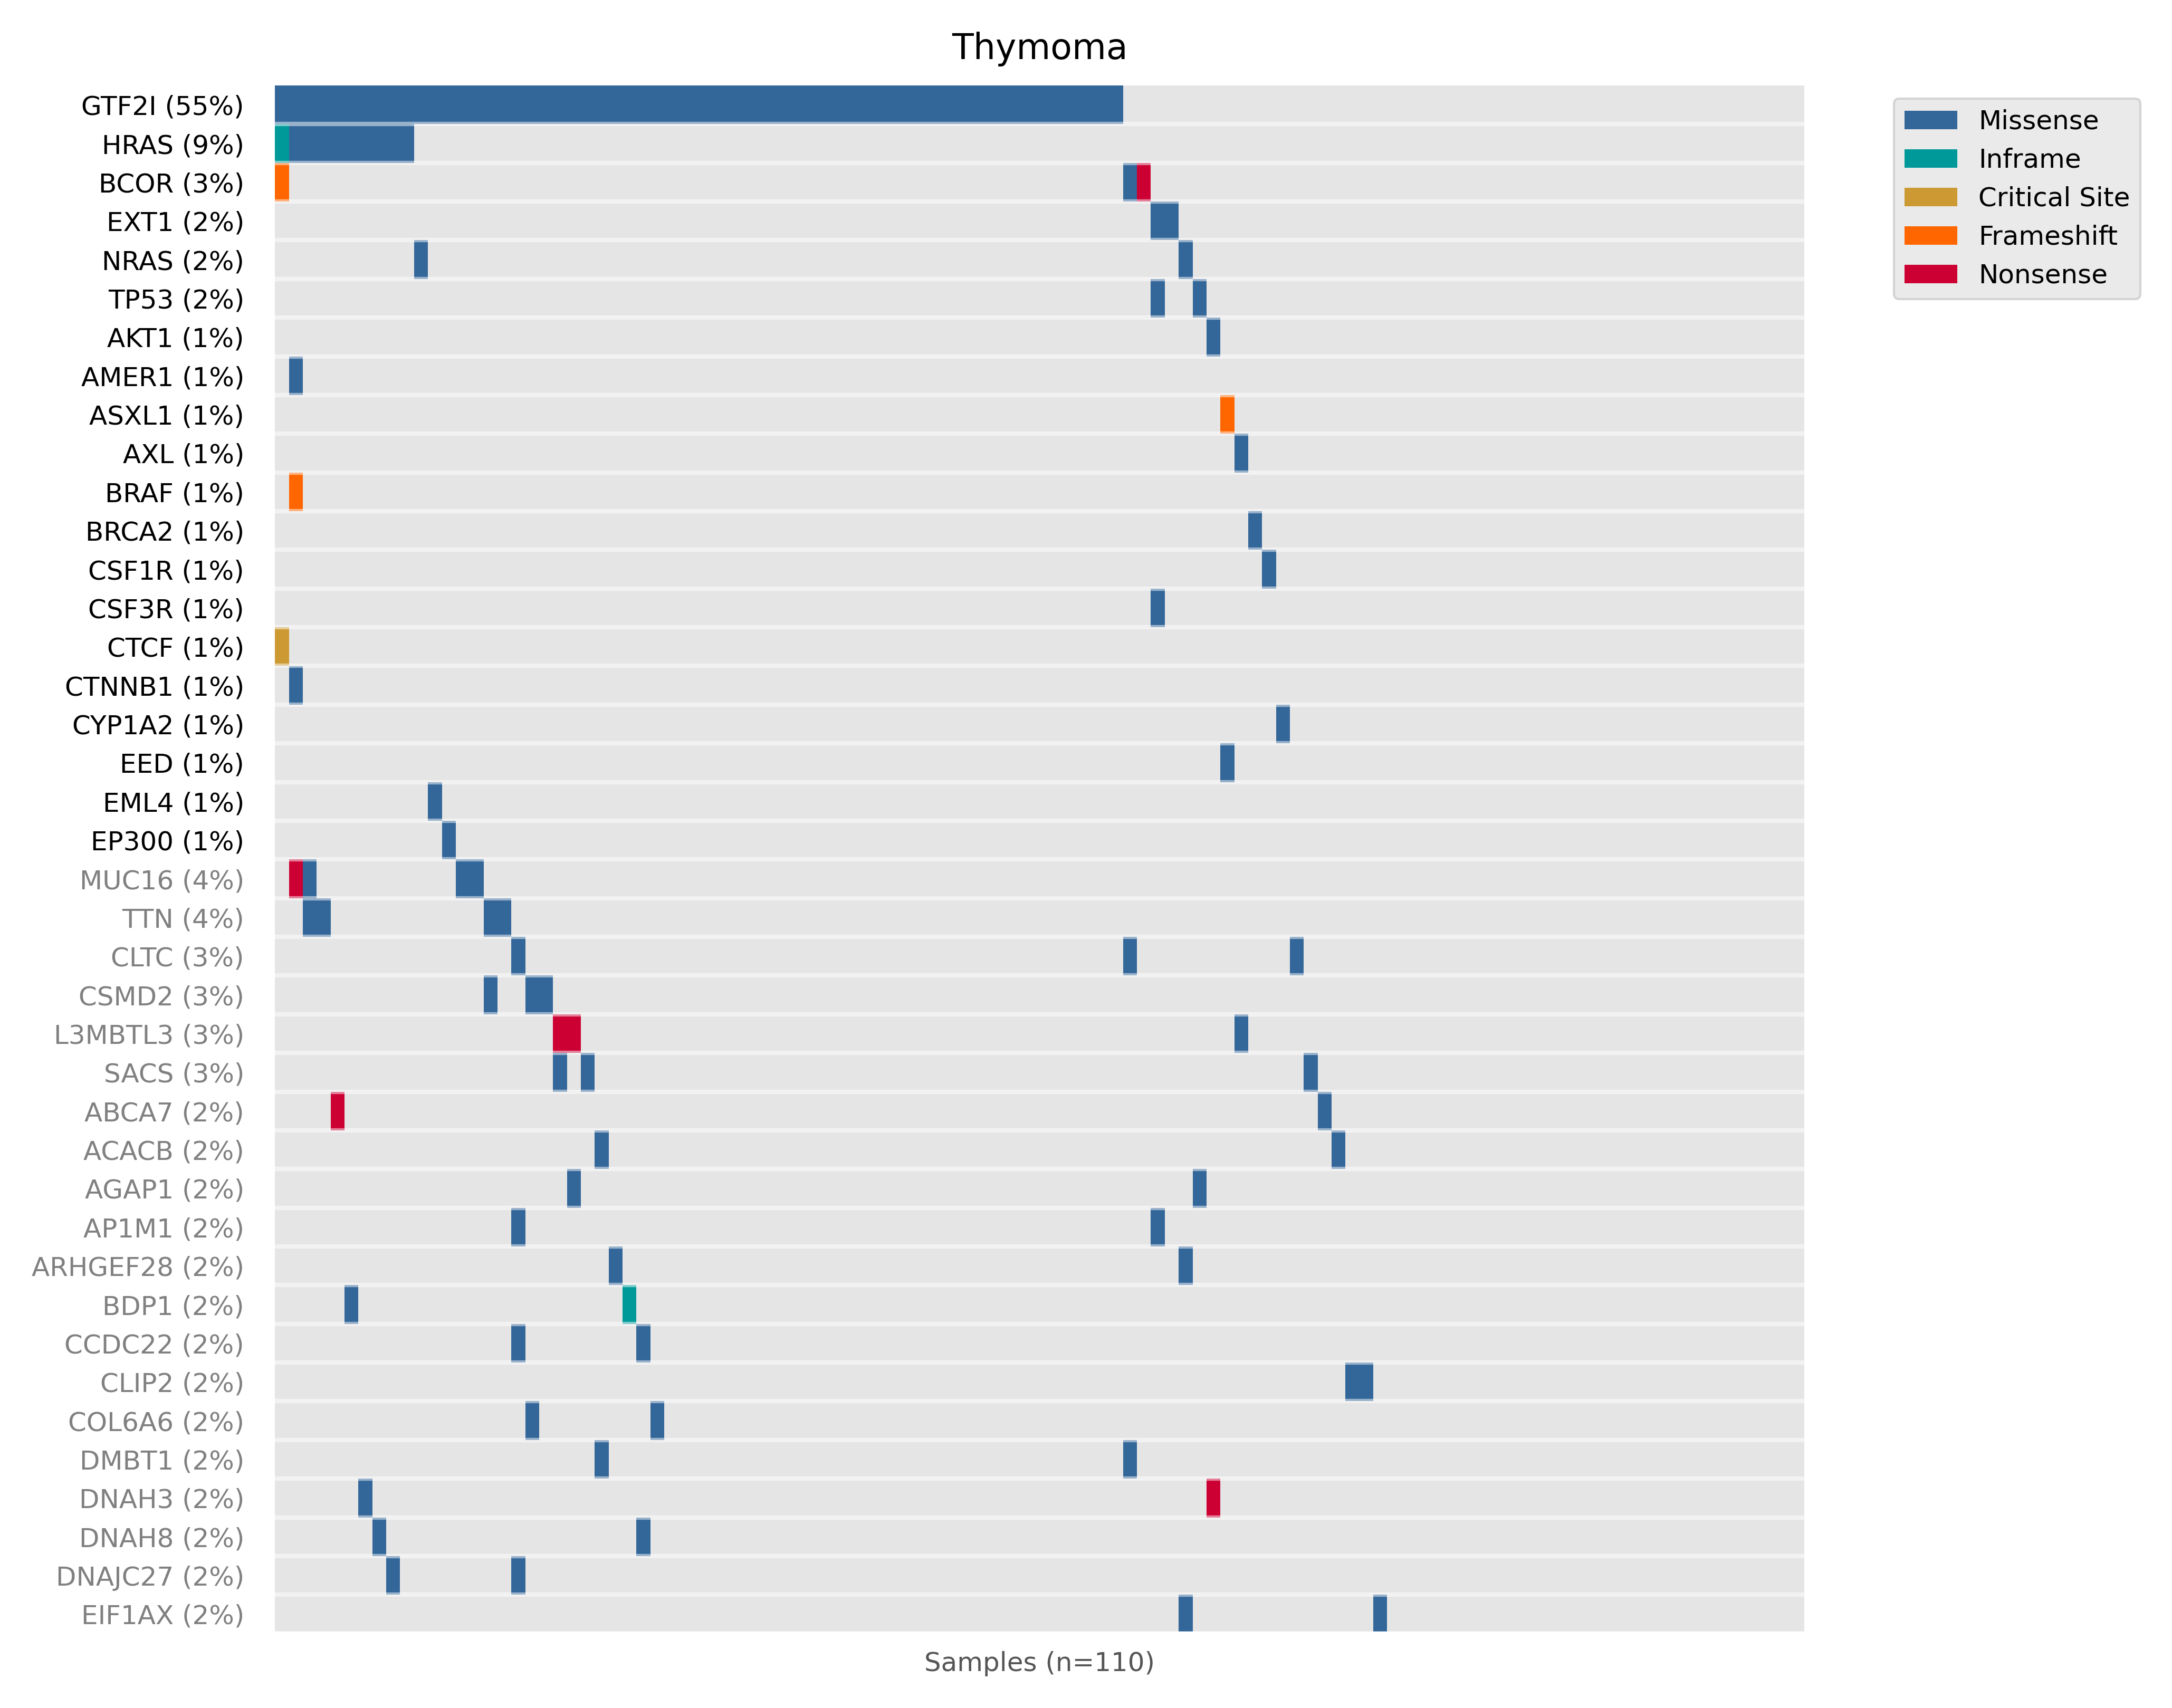 Thymoma
GTF2I (55%)
HRAS (9%)
BCOR (3%)
EXT1 (2%)
NRAS (2%)
TP53 (2%)
AKT1 (1%)
AMER1 (1%)
ASXL1 (1%)
AXL (1%)
BRAF (1%)
BRCA2 (1%)
CSF1R (1%)
CSF3R (1%)
CTCF (1%)
CTNNB1 (1%)
CYP1A2 (1%)
EED (1%)
EML4 (1%)
EP300 (1%)
MUC16 (4%)
TTN (4%)
CLTC (3%)
CSMD2 (3%)
L3MBTL3 (3%)
SACS (3%)
ABCA7 (2%)
ACACB (2%)
AGAP1 (2%)
AP1M1 (2%)
ARHGEF28 (2%)
BDP1 (2%)
CCDC22 (2%)
CLIP2 (2%)
COL6A6 (2%)
DMBT1 (2%)
DNAH3 (2%)
DNAH8 (2%)
DNAJC27 (2%)
EIF1AX (2%)
Samples (n=110)
Missense
Inframe
Critical Site
Frameshift
Nonsense